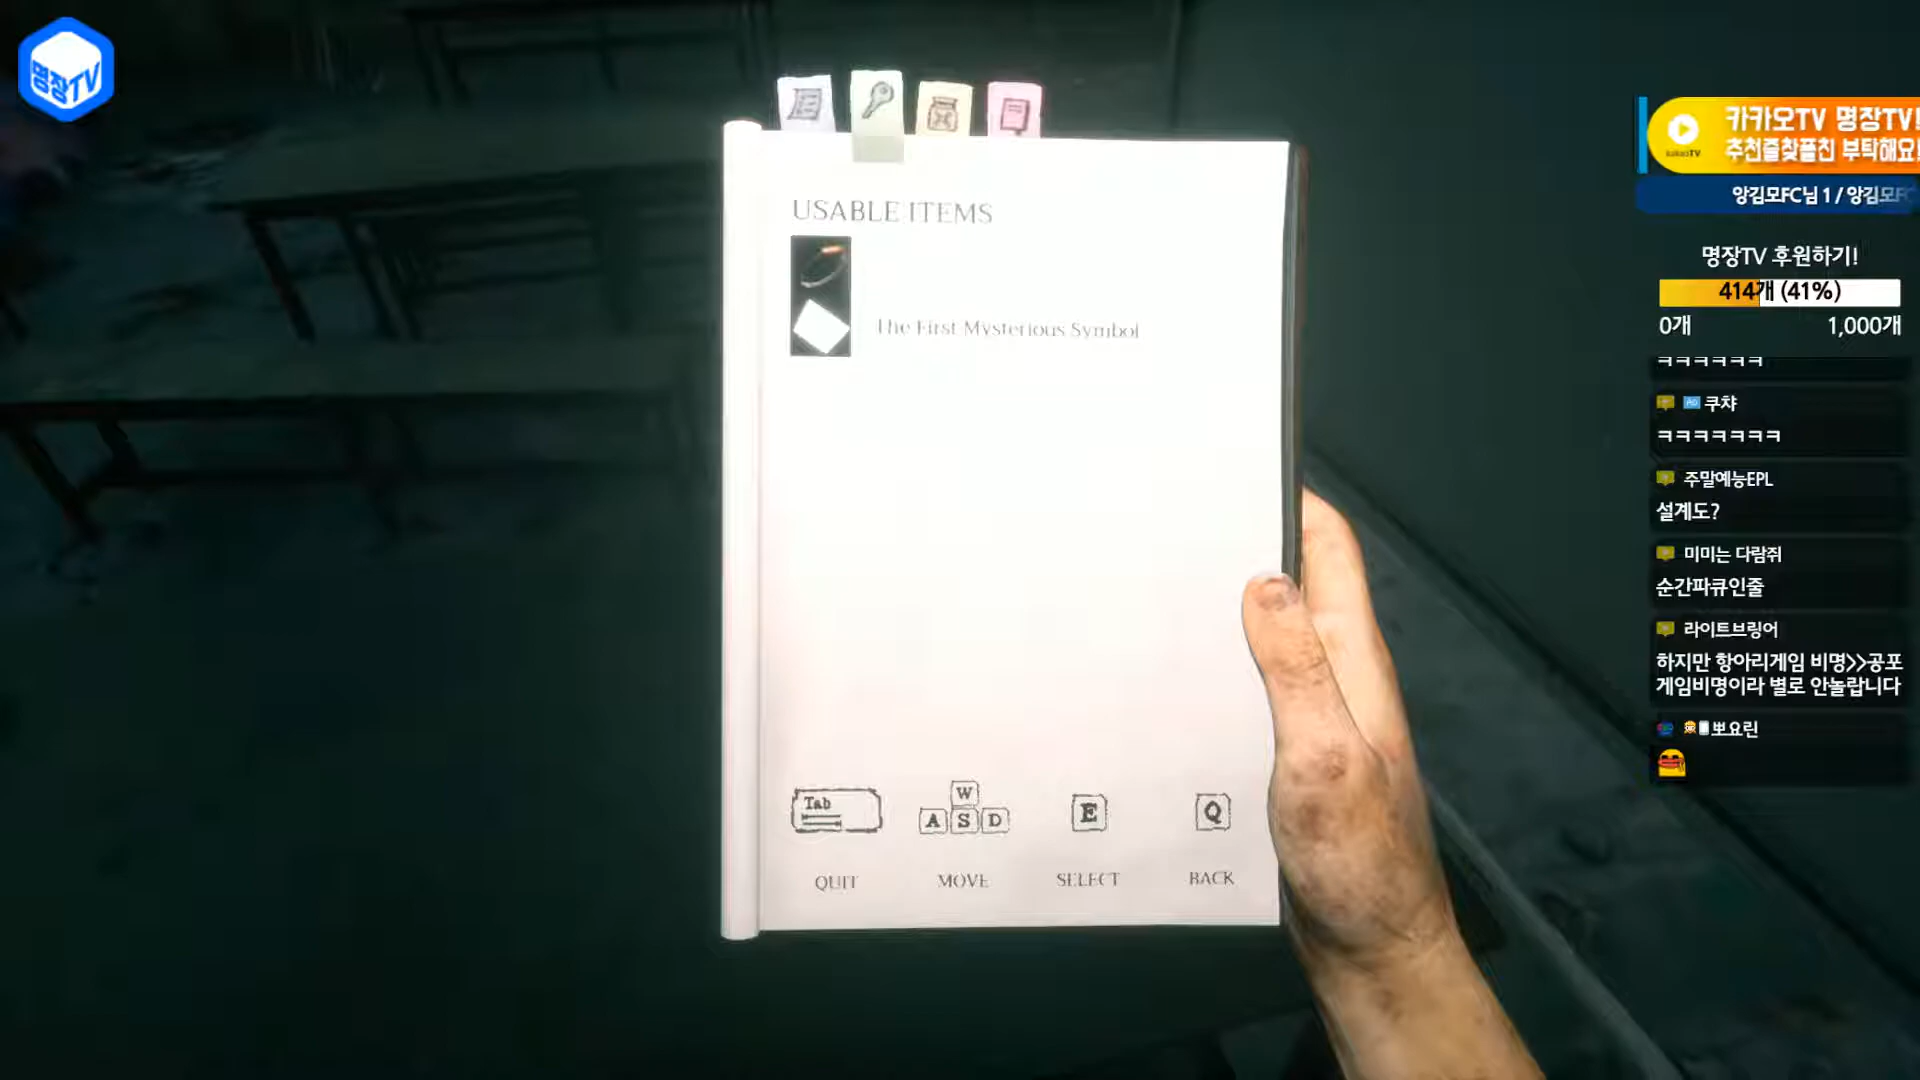 명장TV
USABLE ITEMS
The First Mysterious Symbol
Tab
W
A S D
E
Q
QUIT
MOVE
SELECT
BACK
카카오TV 명장TV!
추천즐찾플친 부탁해요!
앙김모FC님 1 / 앙김모FC
명장TV 후원하기!
414개 (41%)
0개 1,000개
ㅋㅋㅋㅋㅋㅋ
쿠챠
ㅋㅋㅋㅋㅋㅋㅋ
주말예능EPL
설계도?
미미는 다람쥐
순간파큐인줄
라이트브링어
하지만 항아리게임 비명>>공포
게임비명이라 별로 안놀랍니다
뽀요린